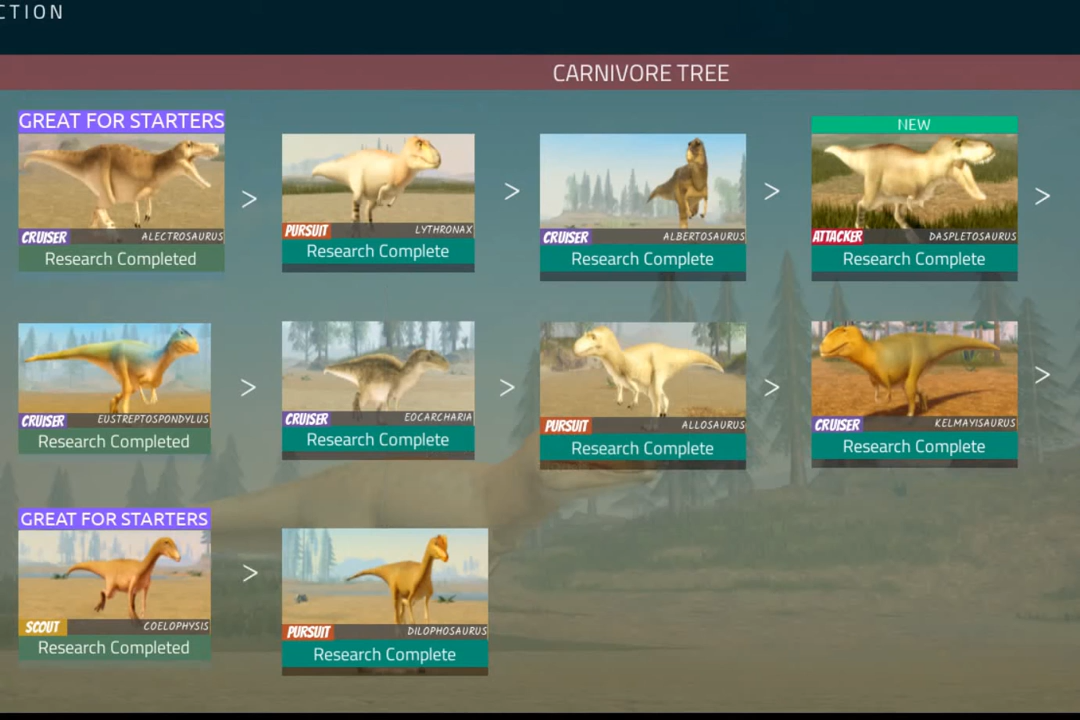 CTION
CARNIVORE TREE
GREAT FOR STARTERS
CRUISER ALECTROSAURUS
Research Completed
>
PURSUIT LYTHRONAX
Research Complete
>
CRUISER ALBERTOSAURUS
Research Complete
>
NEW
ATTACKER DASPLETOSAURUS
Research Complete
>
CRUISER EUSTREPTOSPONDYLUS
Research Completed
>
CRUISER EOCARCHARIA
Research Complete
>
PURSUIT ALLOSAURUS
Research Complete
>
CRUISER KELMAYISAURUS
Research Complete
>
GREAT FOR STARTERS
SCOUT COELOPHYSIS
Research Completed
>
PURSUIT DILOPHOSAURUS
Research Complete